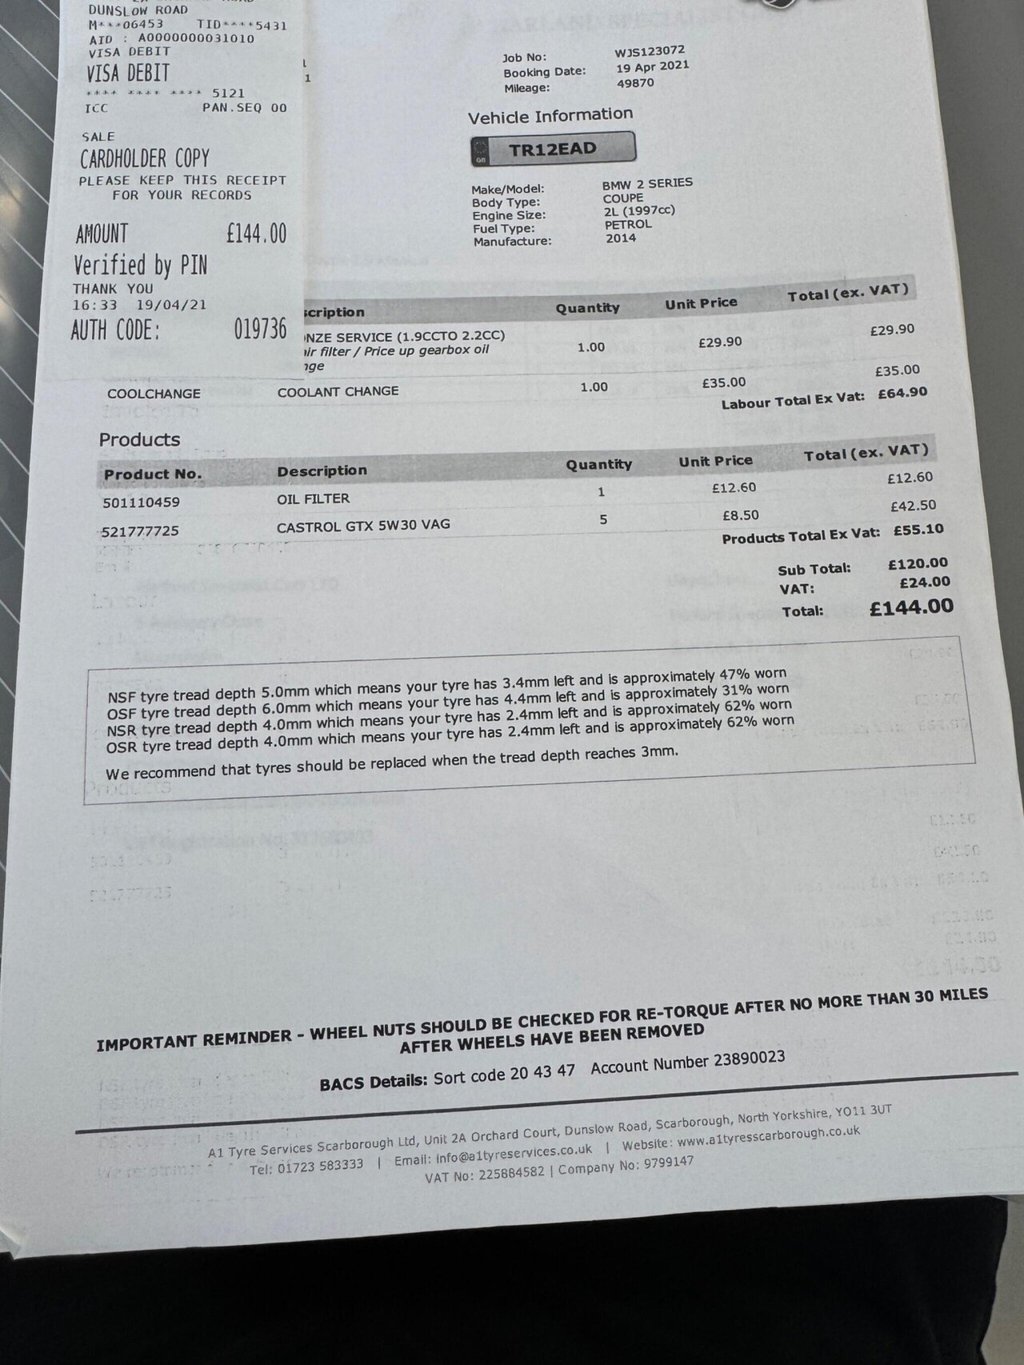 DUNSLOW ROAD
M***06453 TID****5431
AID : A0000000031010
VISA DEBIT
VISA DEBIT
**** **** **** 5121
ICC PAN.SEQ 00
SALE
CARDHOLDER COPY
PLEASE KEEP THIS RECEIPT
FOR YOUR RECORDS
AMOUNT £144.00
Verified by PIN
THANK YOU
16:33 19/04/21
AUTH CODE: 019736
Job No: WJS123072
Booking Date: 19 Apr 2021
Mileage: 49870
Vehicle Information
GB TR12EAD
Make/Model: BMW 2 SERIES
Body Type: COUPE
Engine Size: 2L (1997cc)
Fuel Type: PETROL
Manufacture: 2014
scription Quantity Unit Price Total (ex. VAT)
NZE SERVICE (1.9CCTO 2.2CC) 1.00 £29.90 £29.90
ir filter / Price up gearbox oil
nge
COOLCHANGE COOLANT CHANGE 1.00 £35.00 £35.00
Labour Total Ex Vat: £64.90
Products
Product No. Description Quantity Unit Price Total (ex. VAT)
501110459 OIL FILTER 1 £12.60 £12.60
521777725 CASTROL GTX 5W30 VAG 5 £8.50 £42.50
Products Total Ex Vat: £55.10
Sub Total: £120.00
VAT: £24.00
Total: £144.00
NSF tyre tread depth 5.0mm which means your tyre has 3.4mm left and is approximately 47% worn
OSF tyre tread depth 6.0mm which means your tyre has 4.4mm left and is approximately 31% worn
NSR tyre tread depth 4.0mm which means your tyre has 2.4mm left and is approximately 62% worn
OSR tyre tread depth 4.0mm which means your tyre has 2.4mm left and is approximately 62% worn
We recommend that tyres should be replaced when the tread depth reaches 3mm.
IMPORTANT REMINDER - WHEEL NUTS SHOULD BE CHECKED FOR RE-TORQUE AFTER NO MORE THAN 30 MILES
AFTER WHEELS HAVE BEEN REMOVED
BACS Details: Sort code 20 43 47 Account Number 23890023
A1 Tyre Services Scarborough Ltd, Unit 2A Orchard Court, Dunslow Road, Scarborough, North Yorkshire, YO11 3UT
Tel: 01723 583333 | Email: info@a1tyreservices.co.uk | Website: www.a1tyresscarborough.co.uk
VAT No: 225884582 | Company No: 9799147